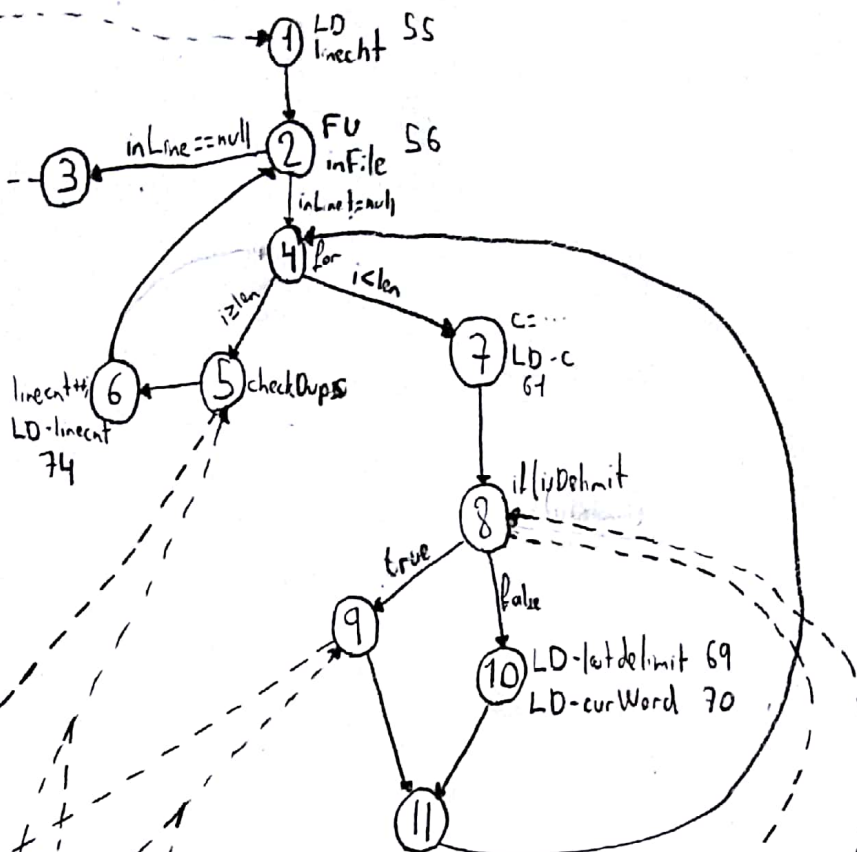 1 LD 55
linecnt
inLine==null
2 FU 56
inFile
3
inLine!=null
4 for
i<len
i≥len
7 c=...
LD-c
61
linecnt++; 6
5 checkDups
LD-linecnt
74
8 if(isDelimit
true
false
9
10 LD-lastdelimit 69
LD-curWord 70
11